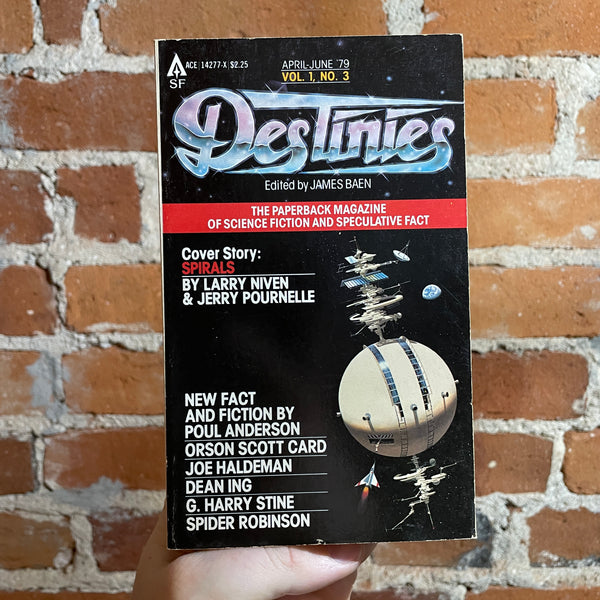 ACE 14277-X $2.25
SF
APRIL-JUNE '79
VOL. 1, NO. 3
Destinies
Edited by JAMES BAEN
THE PAPERBACK MAGAZINE
OF SCIENCE FICTION AND SPECULATIVE FACT
Cover Story:
SPIRALS
BY LARRY NIVEN
& JERRY POURNELLE
NEW FACT
AND FICTION BY
POUL ANDERSON
ORSON SCOTT CARD
JOE HALDEMAN
DEAN ING
G. HARRY STINE
SPIDER ROBINSON